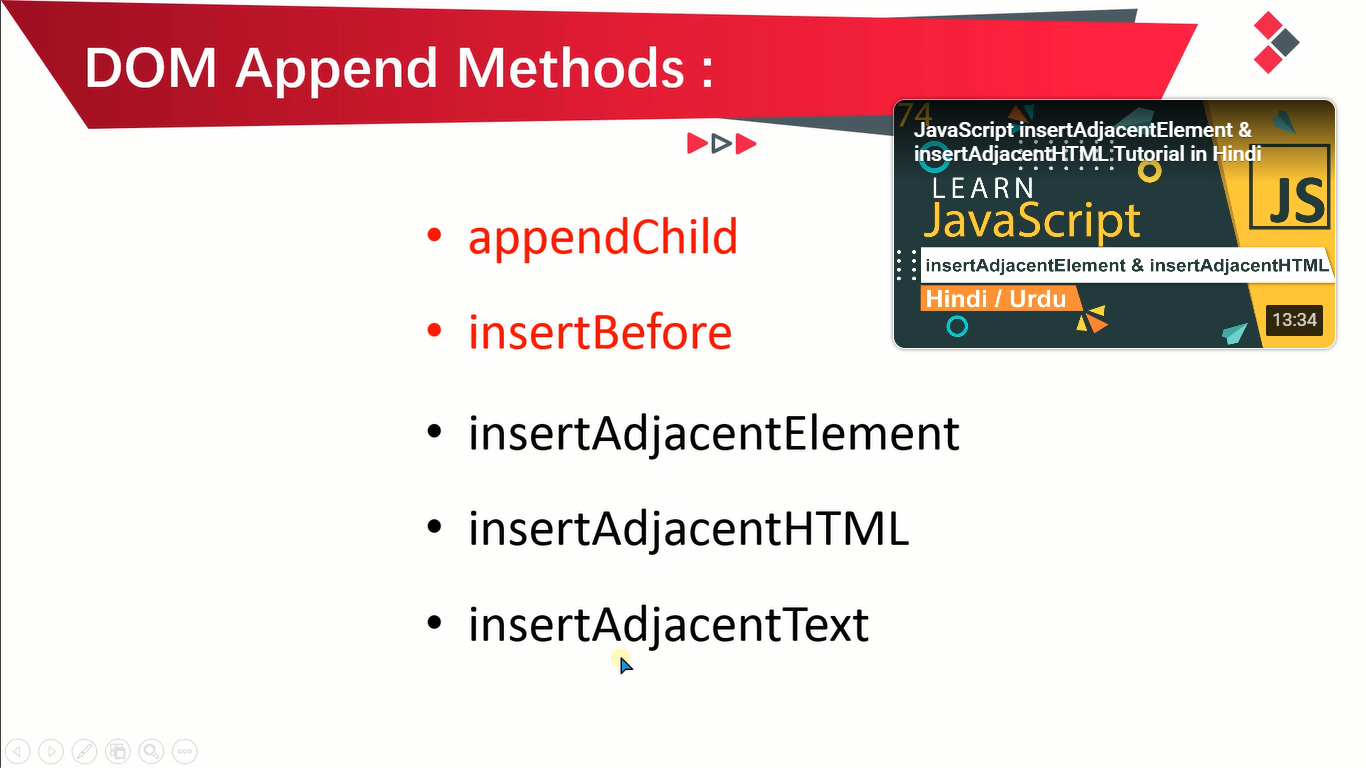 DOM Append Methods :
74
JavaScript insertAdjacentElement &
insertAdjacentHTML Tutorial in Hindi
LEARN
JavaScript
JS
insertAdjacentElement & insertAdjacentHTML
Hindi / Urdu
13:34
• appendChild
• insertBefore
• insertAdjacentElement
• insertAdjacentHTML
• insertAdjacentText